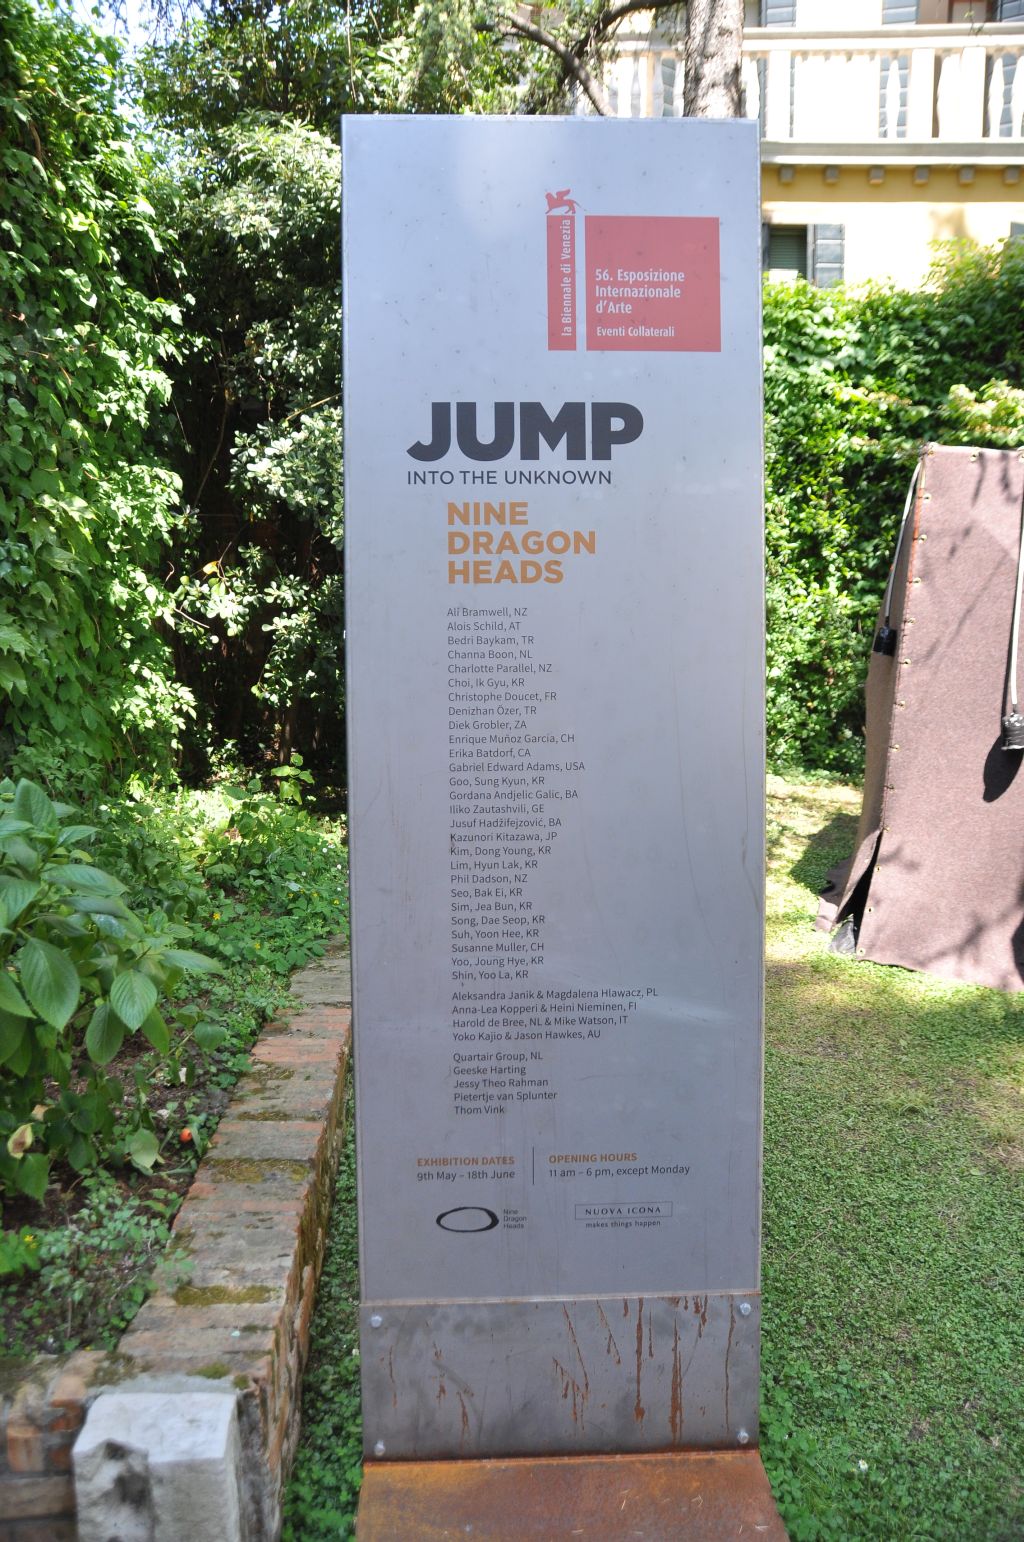 la Biennale di Venezia
56. Esposizione
Internazionale
d'Arte
Eventi Collaterali
JUMP
INTO THE UNKNOWN
NINE
DRAGON
HEADS
Ali Bramwell, NZ
Alois Schild, AT
Bedri Baykam, TR
Channa Boon, NL
Charlotte Parallel, NZ
Choi, Ik Gyu, KR
Christophe Doucet, FR
Denizhan Özer, TR
Diek Grobler, ZA
Enrique Muñoz García, CH
Erika Batdorf, CA
Gabriel Edward Adams, USA
Goo, Sung Kyun, KR
Gordana Andjelic Galic, BA
Iliko Zautashvili, GE
Jusuf Hadžifejzović, BA
Kazunori Kitazawa, JP
Kim, Dong Young, KR
Lim, Hyun Lak, KR
Phil Dadson, NZ
Seo, Bak Ei, KR
Sim, Jea Bun, KR
Song, Dae Seop, KR
Suh, Yoon Hee, KR
Susanne Muller, CH
Yoo, Joung Hye, KR
Shin, Yoo La, KR
Aleksandra Janik & Magdalena Hlawacz, PL
Anna-Lea Kopperi & Heini Nieminen, FI
Harold de Bree, NL & Mike Watson, IT
Yoko Kajio & Jason Hawkes, AU
Quartair Group, NL
Geeske Harting
Jessy Theo Rahman
Pietertje van Splunter
Thom Vink
EXHIBITION DATES
9th May – 18th June
OPENING HOURS
11 am – 6 pm, except Monday
Nine
Dragon
Heads
NUOVA ICONA
makes things happen